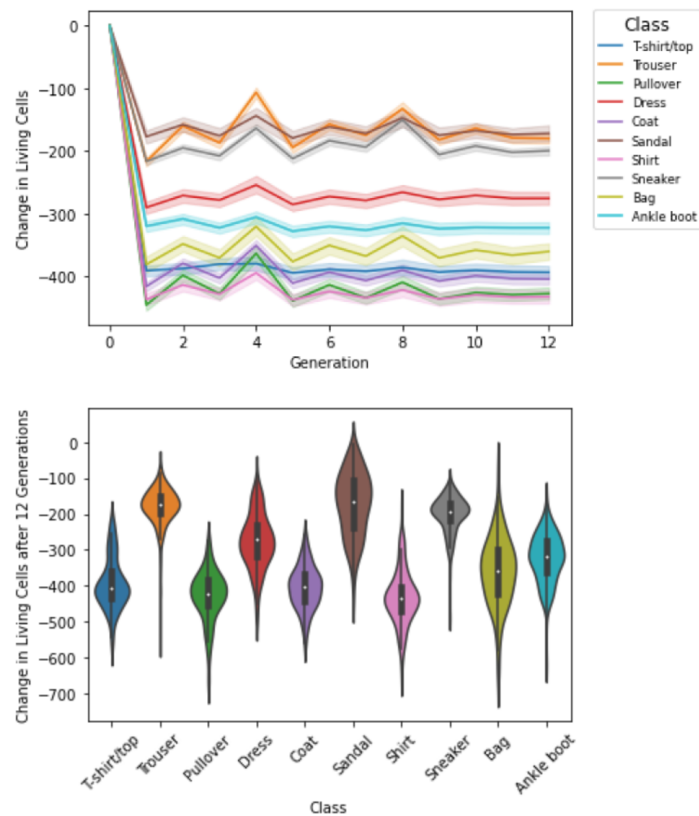 Class
T-shirt/top
Trouser
Pullover
Dress
Coat
Sandal
Shirt
Sneaker
Bag
Ankle boot
Change in Living Cells
0
−100
−200
−300
−400
0 2 4 6 8 10 12
Generation
Change in Living Cells after 12 Generations
0
−100
−200
−300
−400
−500
−600
−700
T-shirt/top Trouser Pullover Dress Coat Sandal Shirt Sneaker Bag Ankle boot
Class